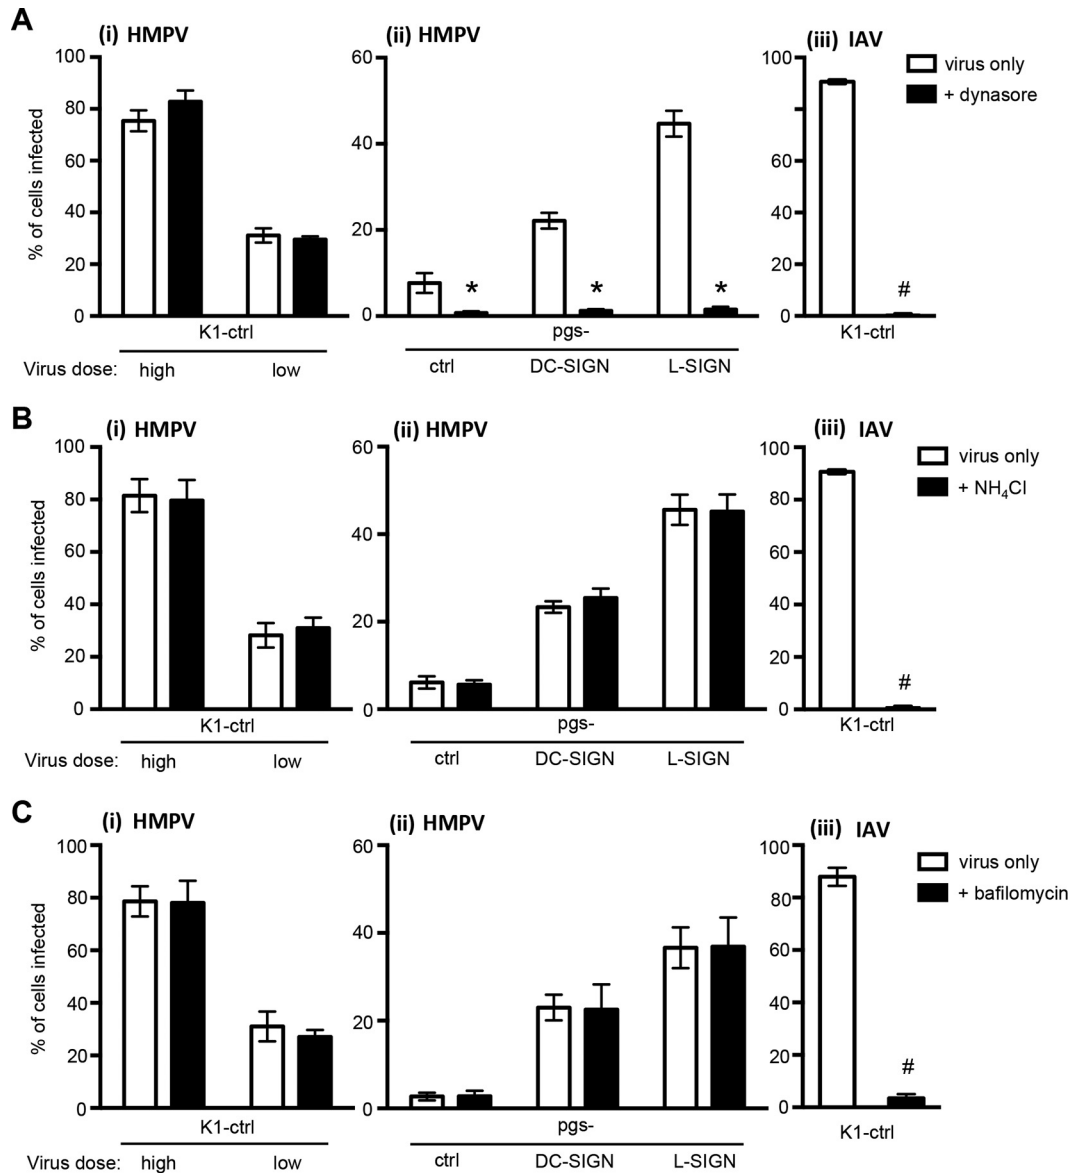 A
(i) HMPV
(ii) HMPV
(iii) IAV
% of cells infected
100
80
60
40
20
0
60
40
20
0
100
80
60
40
20
0
virus only
+ dynasore
*
*
*
#
K1-ctrl
pgs-
K1-ctrl
Virus dose: high low
ctrl DC-SIGN L-SIGN
B
(i) HMPV
(ii) HMPV
(iii) IAV
% of cells infected
100
80
60
40
20
0
60
40
20
0
100
80
60
40
20
0
virus only
+ NH₄Cl
#
K1-ctrl
pgs-
K1-ctrl
Virus dose: high low
ctrl DC-SIGN L-SIGN
C
(i) HMPV
(ii) HMPV
(iii) IAV
% of cells infected
100
80
60
40
20
0
60
40
20
0
100
80
60
40
20
0
virus only
+ bafilomycin
#
K1-ctrl
pgs-
K1-ctrl
Virus dose: high low
ctrl DC-SIGN L-SIGN